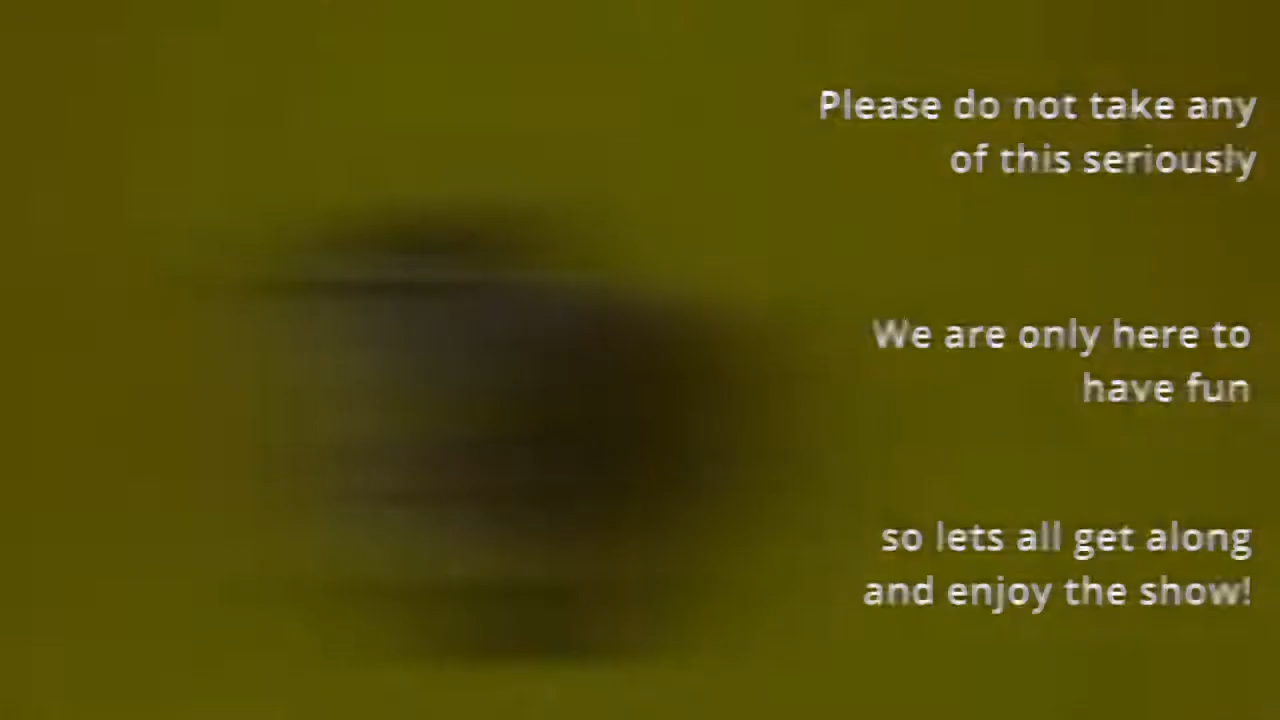 Please do not take any
of this seriously
We are only here to
have fun
so lets all get along
and enjoy the show!